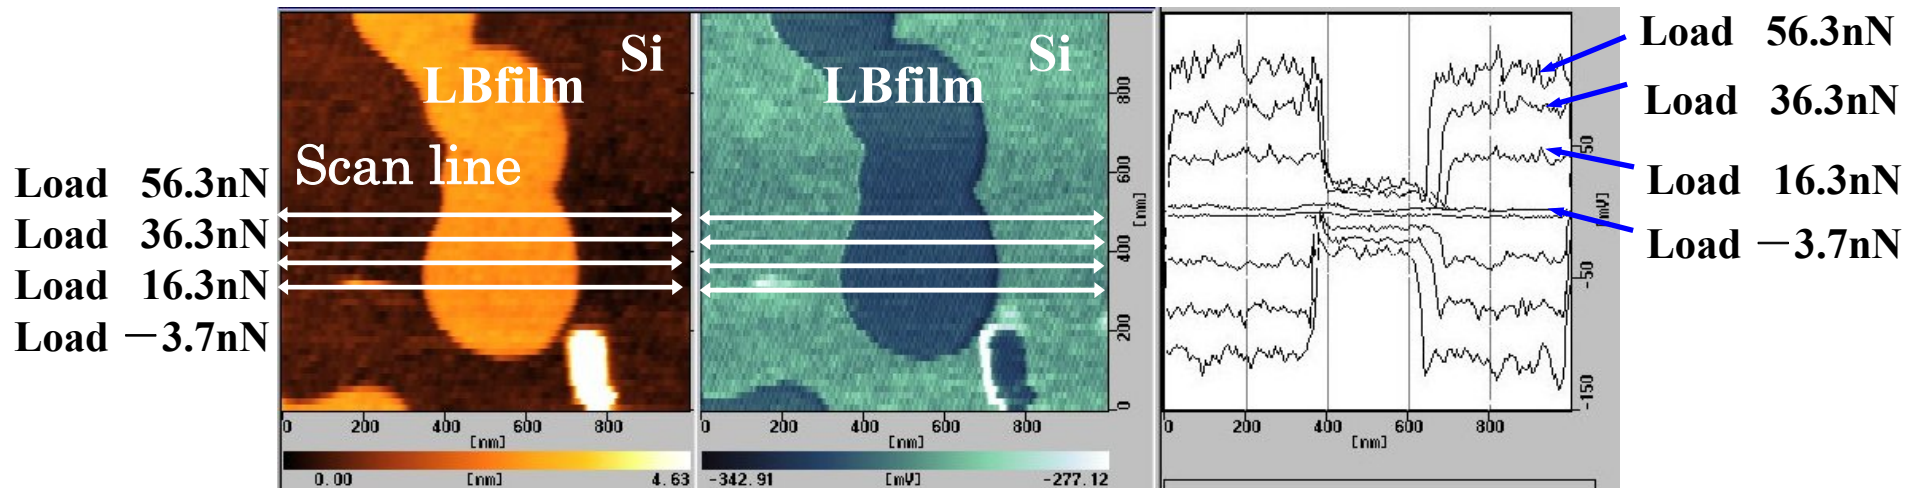 Load 56.3nN
Load 36.3nN
Load 16.3nN
Load －3.7nN
Si
LBfilm
Scan line
0 200 400 600 800
[nm]
0.00 [nm] 4.63
Si
LBfilm
800
600
[nm]
400
200
0
0 200 400 600 800
[nm]
-342.91 [mV] -277.12
50
[mV]
-50
-150
0 200 400 600 800
[nm]
Load 56.3nN
Load 36.3nN
Load 16.3nN
Load －3.7nN